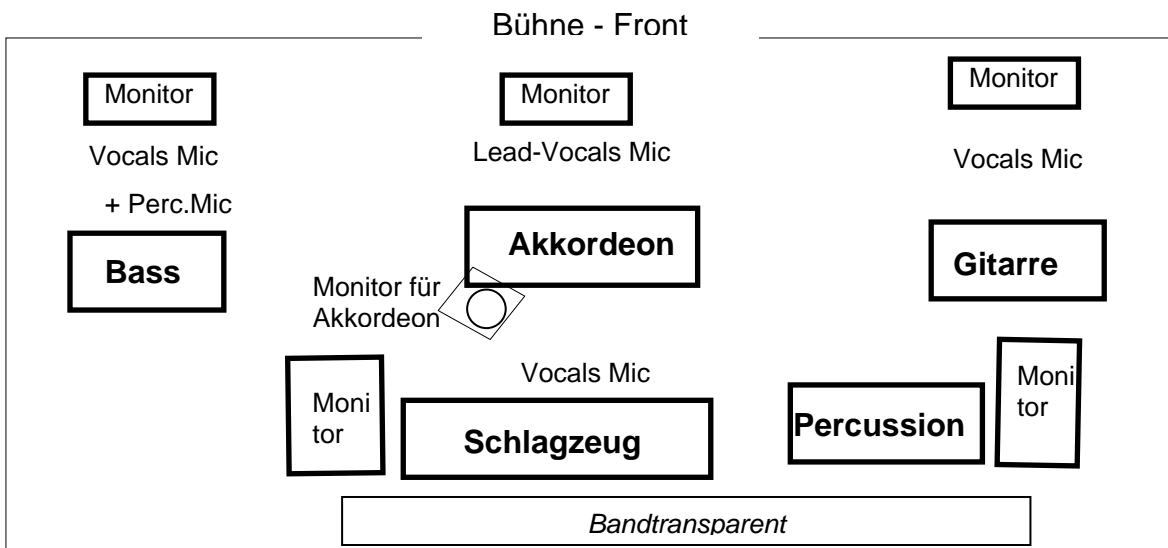 Bühne - Front
Monitor
Monitor
Monitor
Vocals Mic
Lead-Vocals Mic
Vocals Mic
+ Perc.Mic
Bass
Akkordeon
Gitarre
Monitor für
Akkordeon
Vocals Mic
Moni
tor
Schlagzeug
Percussion
Moni
tor
Bandtransparent